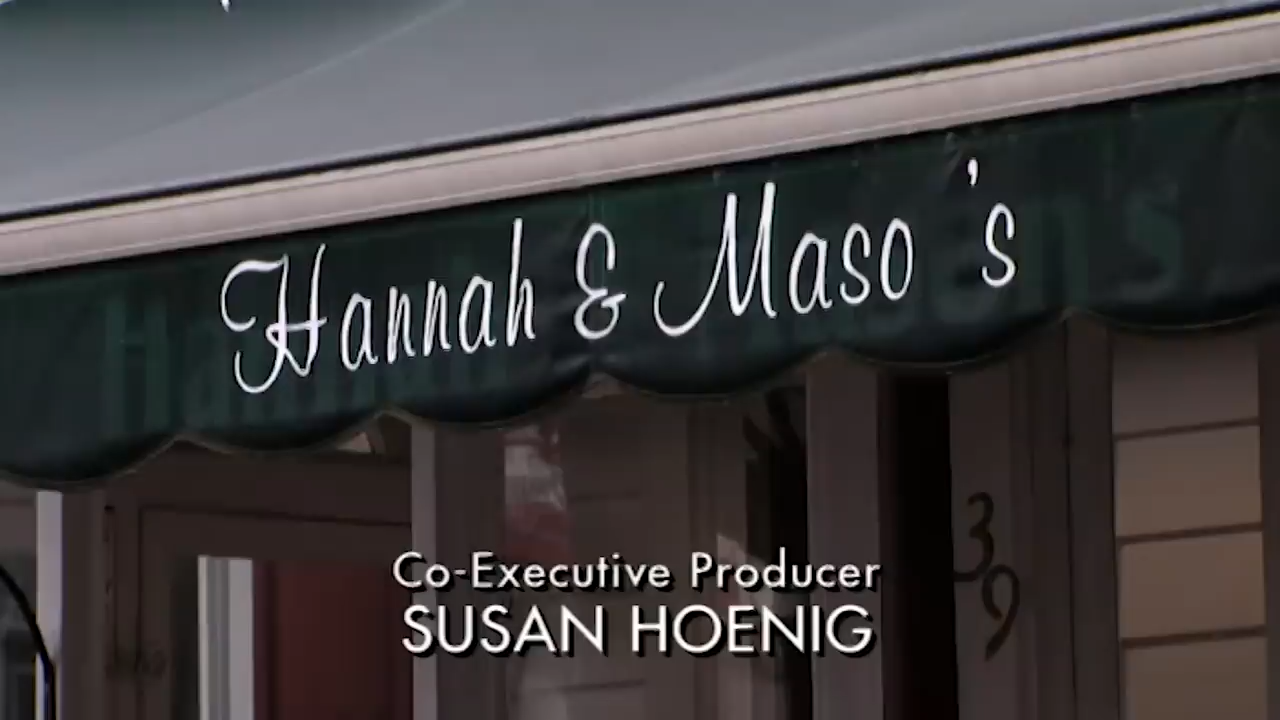 Hannah & Maso 's
39
Co-Executive Producer
SUSAN HOENIG